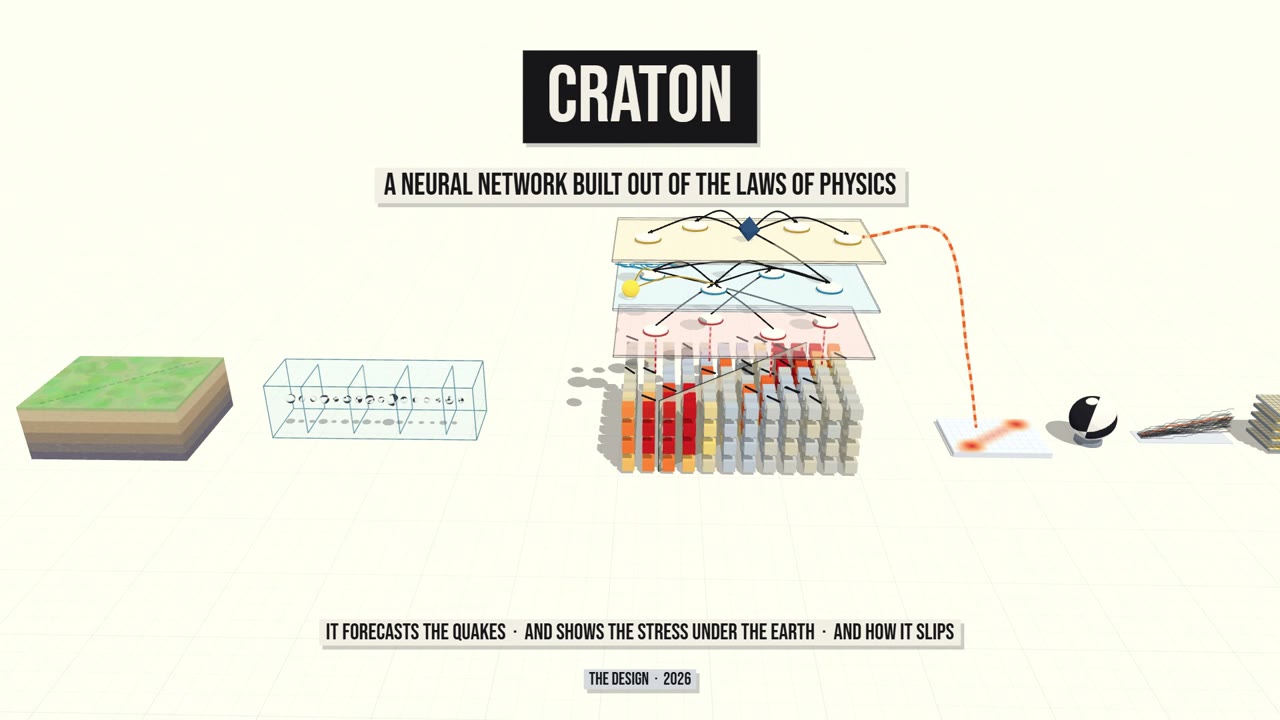 CRATON
A NEURAL NETWORK BUILT OUT OF THE LAWS OF PHYSICS
IT FORECASTS THE QUAKES · AND SHOWS THE STRESS UNDER THE EARTH · AND HOW IT SLIPS
THE DESIGN · 2026